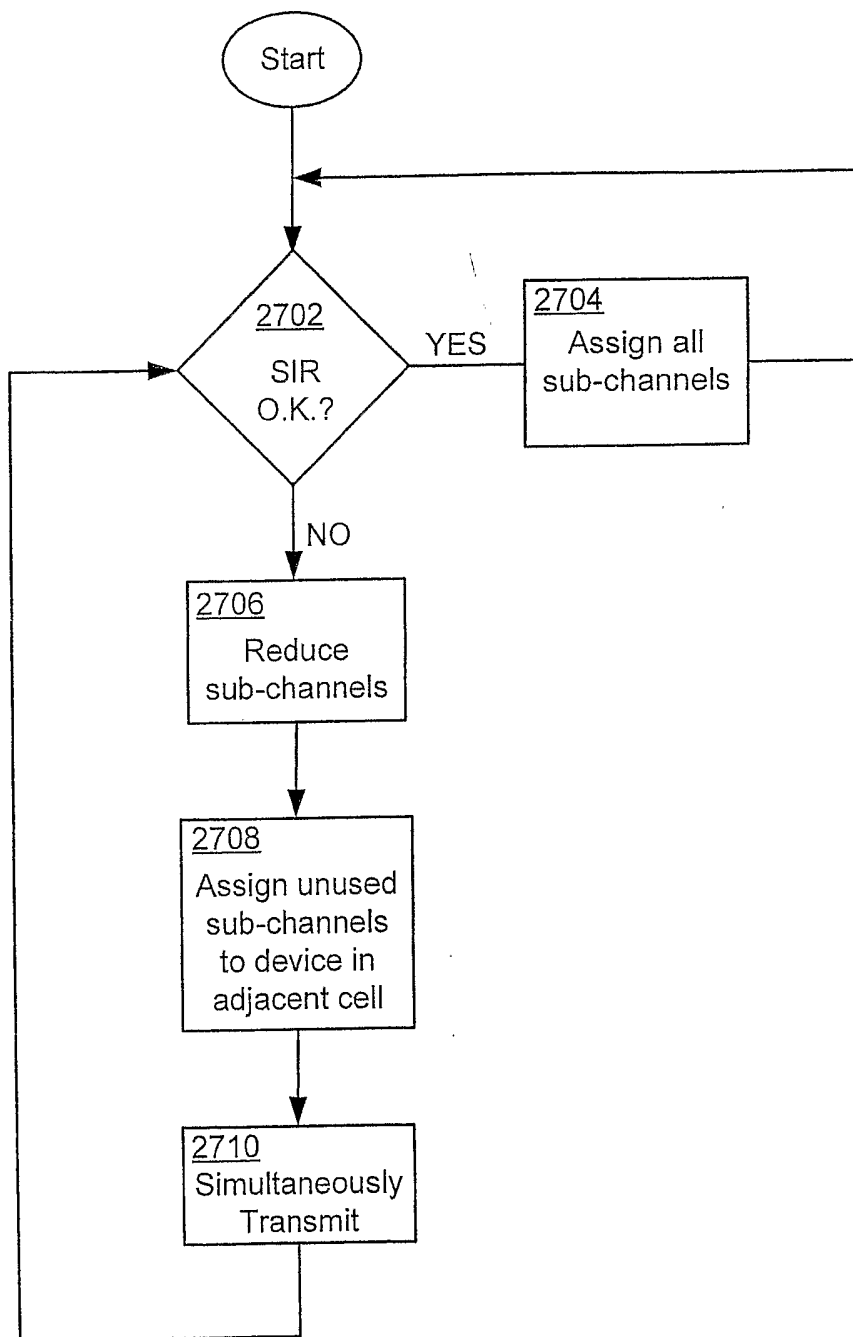 Start
2702
SIR
O.K.?
YES
2704
Assign all
sub-channels
NO
2706
Reduce
sub-channels
2708
Assign unused
sub-channels
to device in
adjacent cell
2710
Simultaneously
Transmit